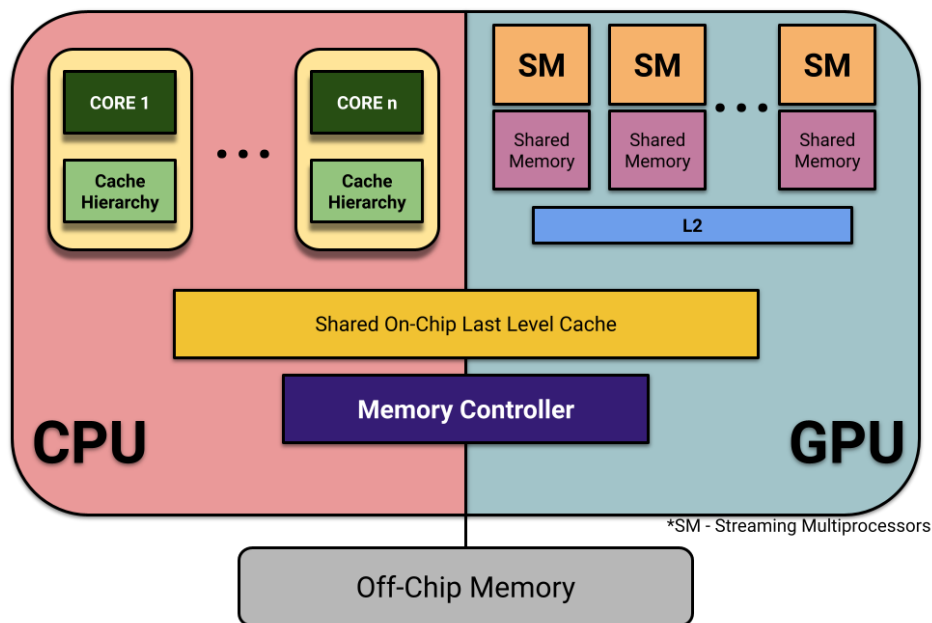 CORE 1
Cache
Hierarchy
CORE n
Cache
Hierarchy
SM
SM
SM
Shared
Memory
Shared
Memory
Shared
Memory
L2
Shared On-Chip Last Level Cache
Memory Controller
CPU
GPU
*SM - Streaming Multiprocessors
Off-Chip Memory